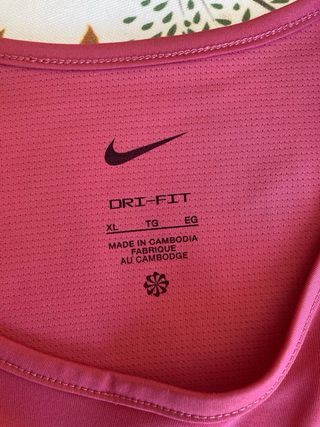 DRI-FIT
XL TG EG
MADE IN CAMBODIA
FABRIQUE
AU CAMBODGE